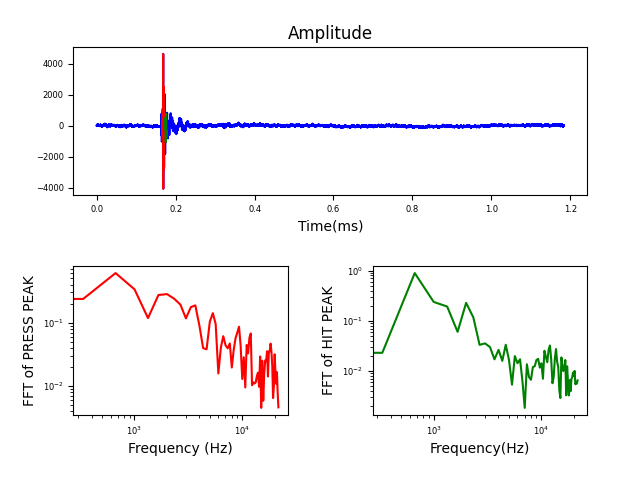 Amplitude
4000
2000
0
−2000
−4000
0.0 0.2 0.4 0.6 0.8 1.0 1.2
Time(ms)
FFT of PRESS PEAK
10⁻¹
10⁻²
10³ 10⁴
Frequency (Hz)
FFT of HIT PEAK
10⁰
10⁻¹
10⁻²
10³ 10⁴
Frequency(Hz)